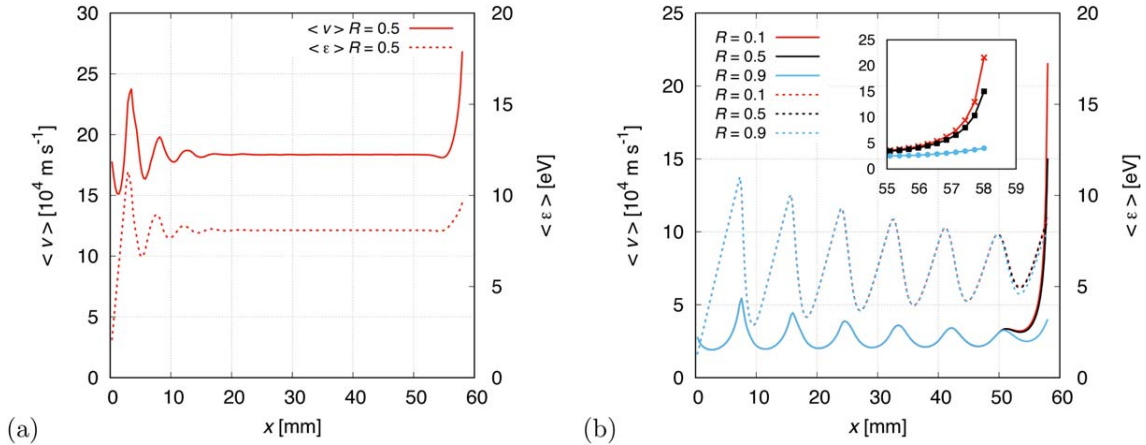 < v > R = 0.5
< ε > R = 0.5
30
25
20
15
10
5
0
20
15
10
5
0
0 10 20 30 40 50 60
< v > [10⁴ m s⁻¹]
< ε > [eV]
x [mm]
(a)
R = 0.1
R = 0.5
R = 0.9
R = 0.1
R = 0.5
R = 0.9
25
20
15
10
5
0
20
15
10
5
0
0 10 20 30 40 50 60
25
20
15
10
5
0
55 56 57 58 59
< v > [10⁴ m s⁻¹]
< ε > [eV]
x [mm]
(b)